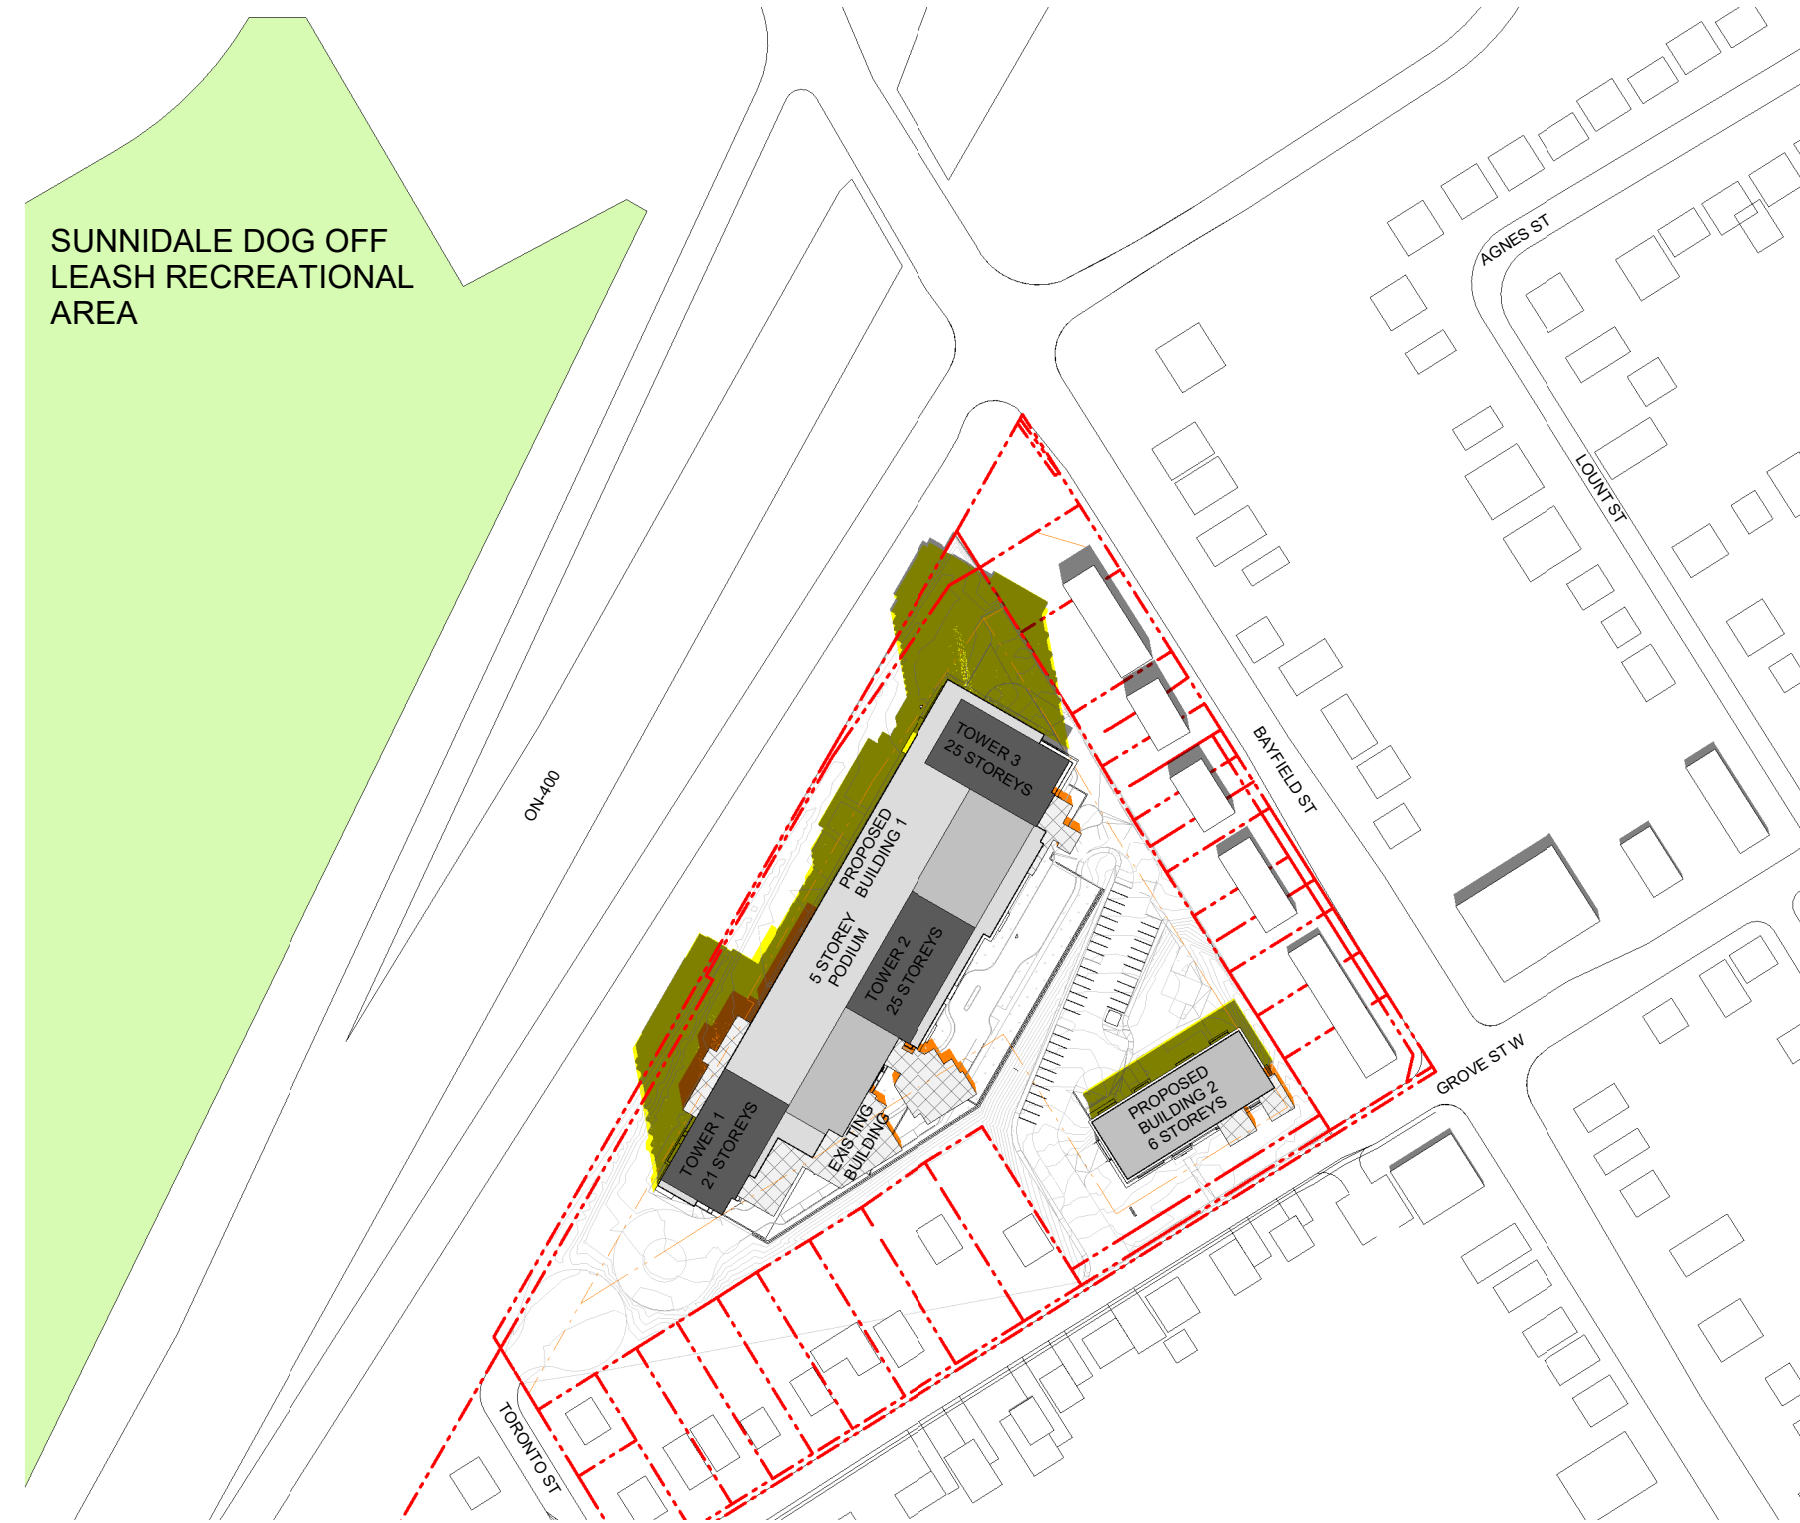 SUNNIDALE DOG OFF
LEASH RECREATIONAL
AREA
AGNES ST
LOUNT ST
ON-400
BAYFIELD ST
TOWER 3
25 STOREYS
PROPOSED
BUILDING 1
5 STOREY
PODIUM
TOWER 2
25 STOREYS
TOWER 1
21 STOREYS
EXISTING
BUILDING
PROPOSED
BUILDING 2
6 STOREYS
GROVE ST W
TORONTO ST